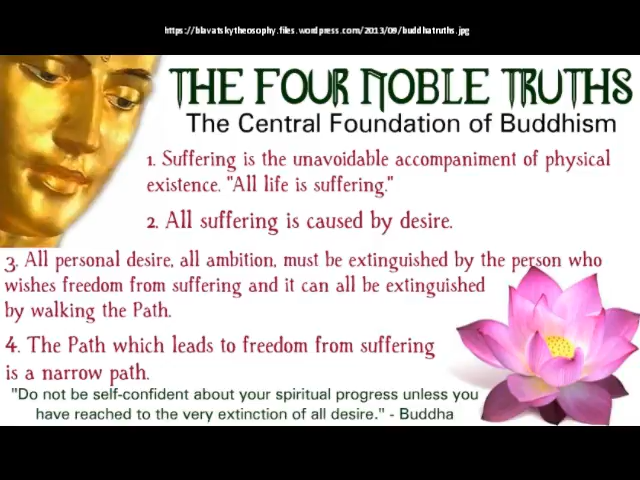 https://blavatskytheosophy.files.wordpress.com/2013/09/buddhatruths.jpg
THE FOUR NOBLE TRUTHS
The Central Foundation of Buddhism
1. Suffering is the unavoidable accompaniment of physical
existence. "All life is suffering."
2. All suffering is caused by desire.
3. All personal desire, all ambition, must be extinguished by the person who
wishes freedom from suffering and it can all be extinguished
by walking the Path.
4. The Path which leads to freedom from suffering
is a narrow path.
"Do not be self-confident about your spiritual progress unless you
have reached to the very extinction of all desire." - Buddha